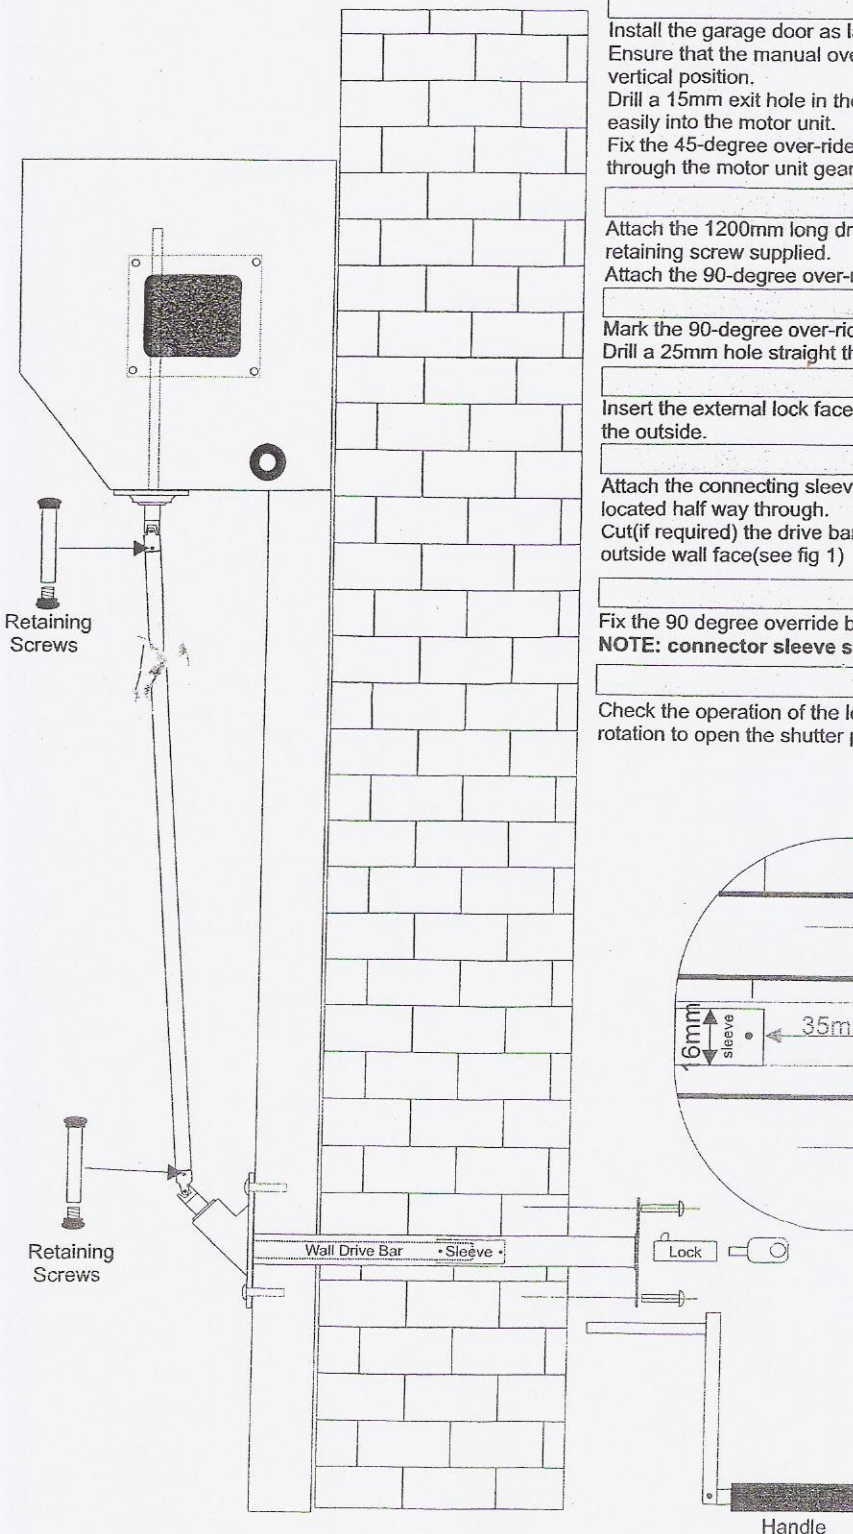 Install the garage door as l
Ensure that the manual ove
vertical position.
Drill a 15mm exit hole in the
easily into the motor unit.
Fix the 45-degree over-ride
through the motor unit gear
Attach the 1200mm long dr
retaining screw supplied.
Attach the 90-degree over-
Mark the 90-degree over-ric
Drill a 25mm hole straight th
Insert the external lock face
the outside.
Attach the connecting sleev
located half way through.
Cut(if required) the drive bar
outside wall face(see fig 1)
Fix the 90 degree override b
NOTE: connector sleeve s
Check the operation of the le
rotation to open the shutter p
Retaining
Screws
16mm
sleeve
35m
Retaining
Screws
Wall Drive Bar
Sleeve
Lock
Handle